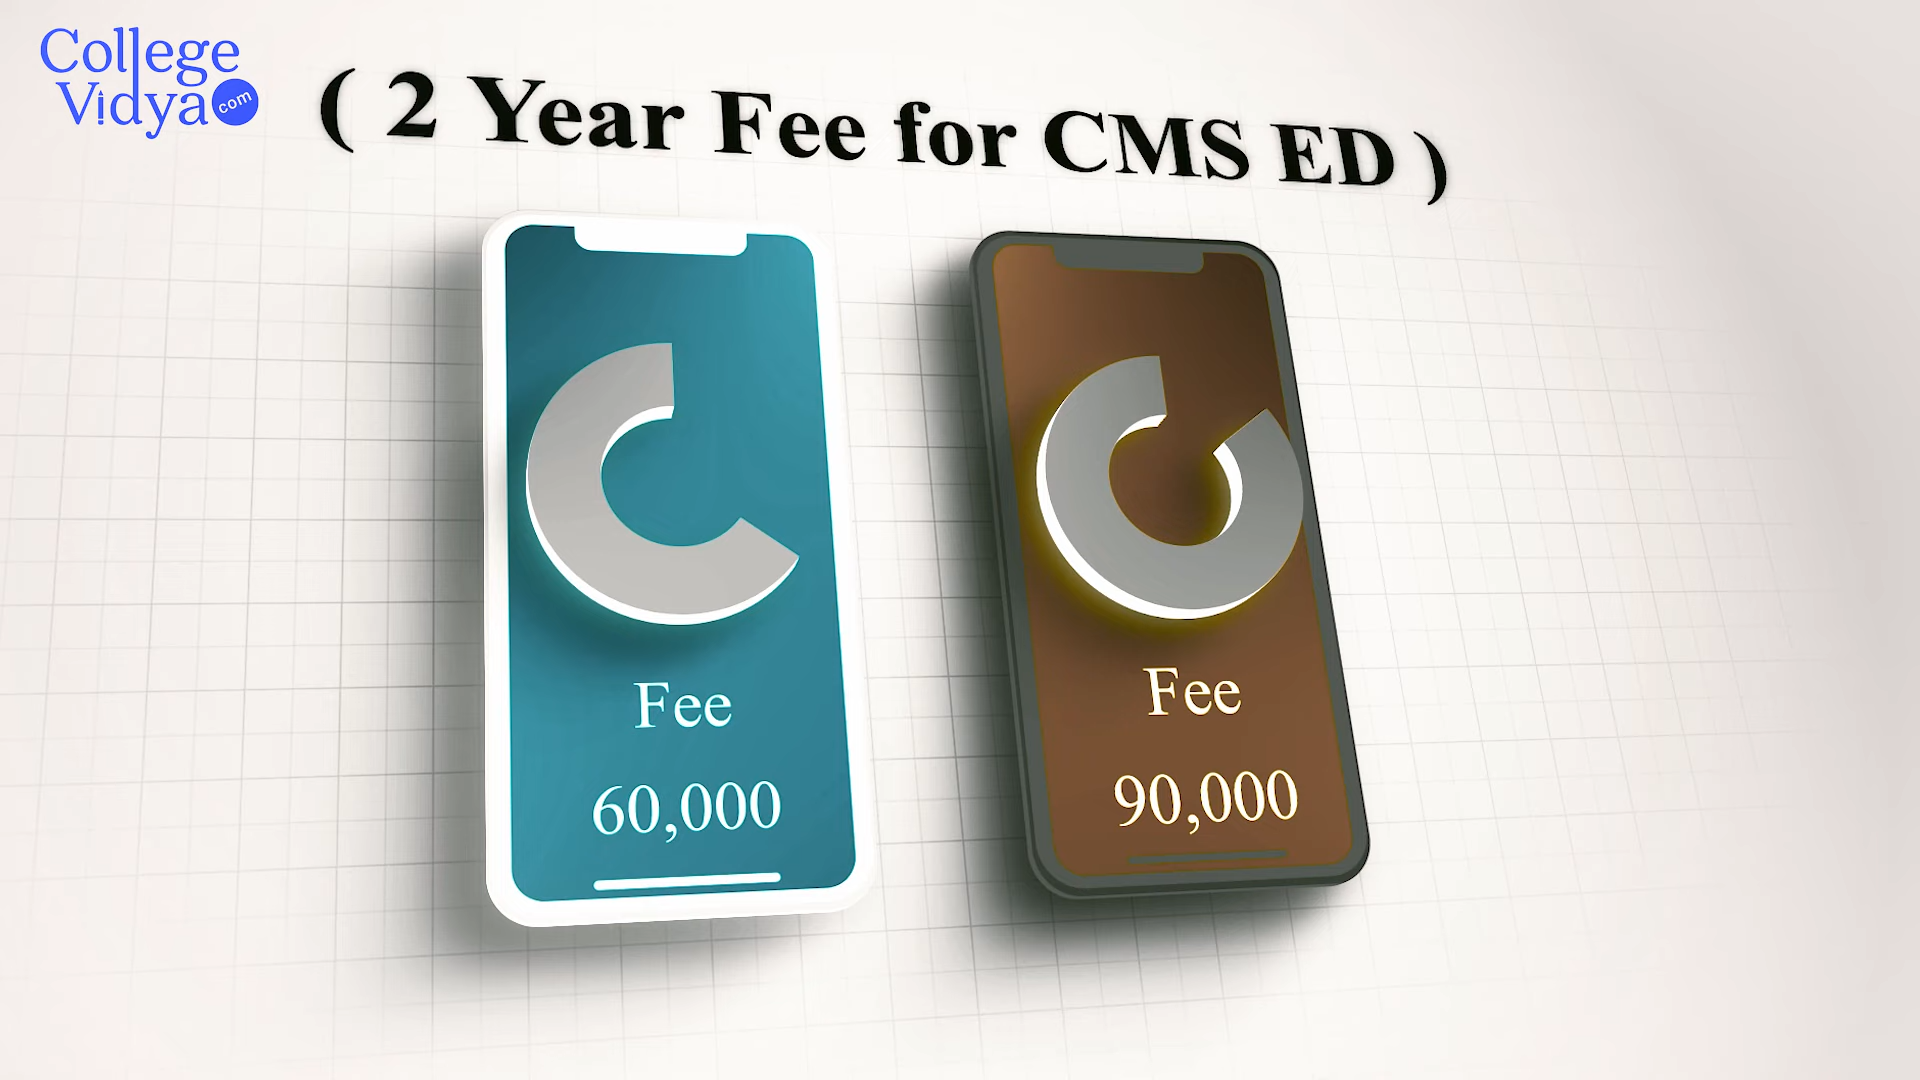 College
Vidya
com
( 2 Year Fee for CMS ED )
Fee
60,000
Fee
90,000